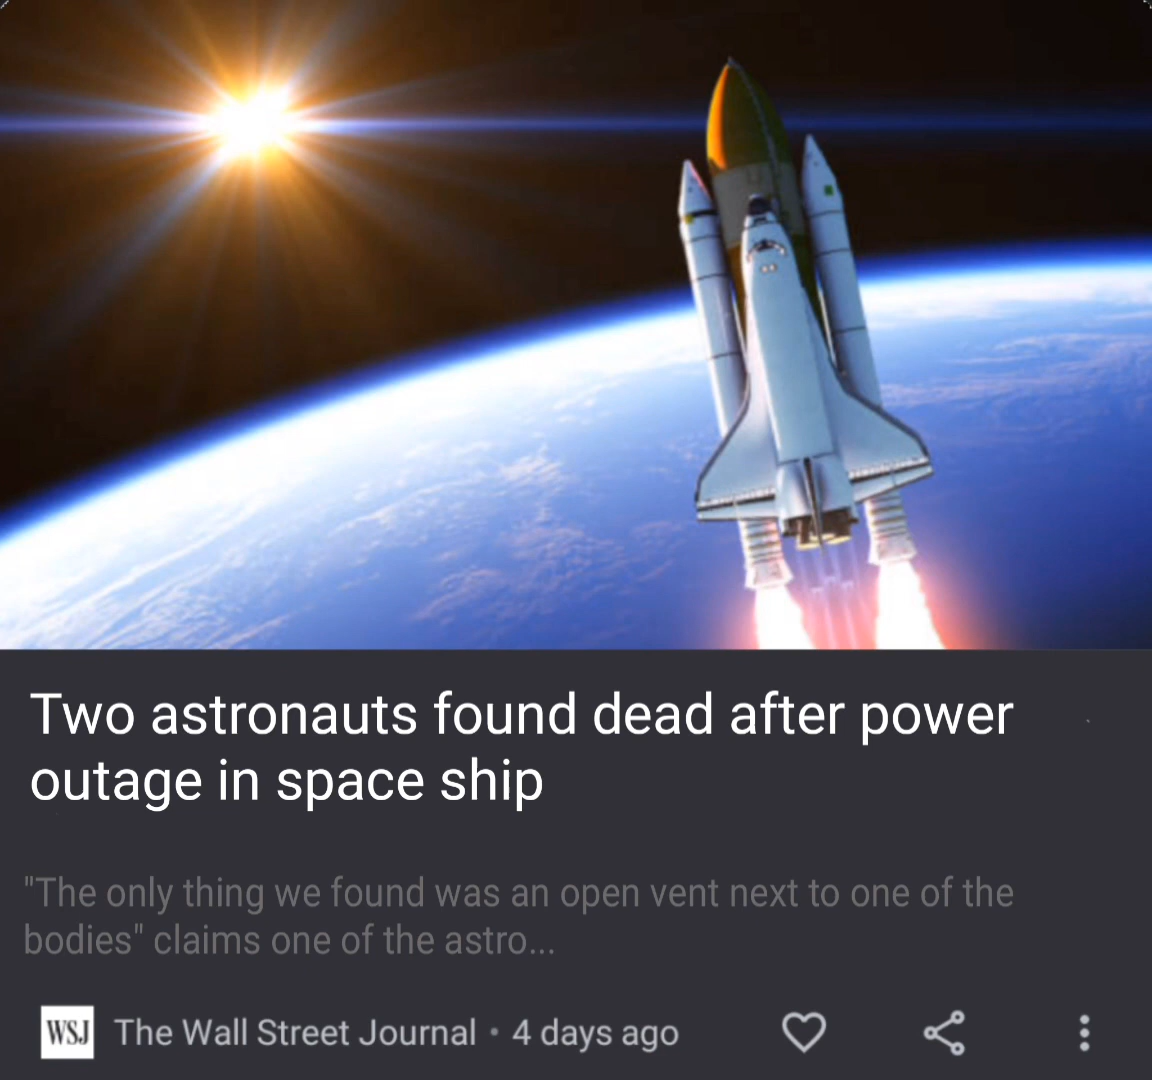 Two astronauts found dead after power
outage in space ship
"The only thing we found was an open vent next to one of the
bodies" claims one of the astro...
WSJ The Wall Street Journal • 4 days ago